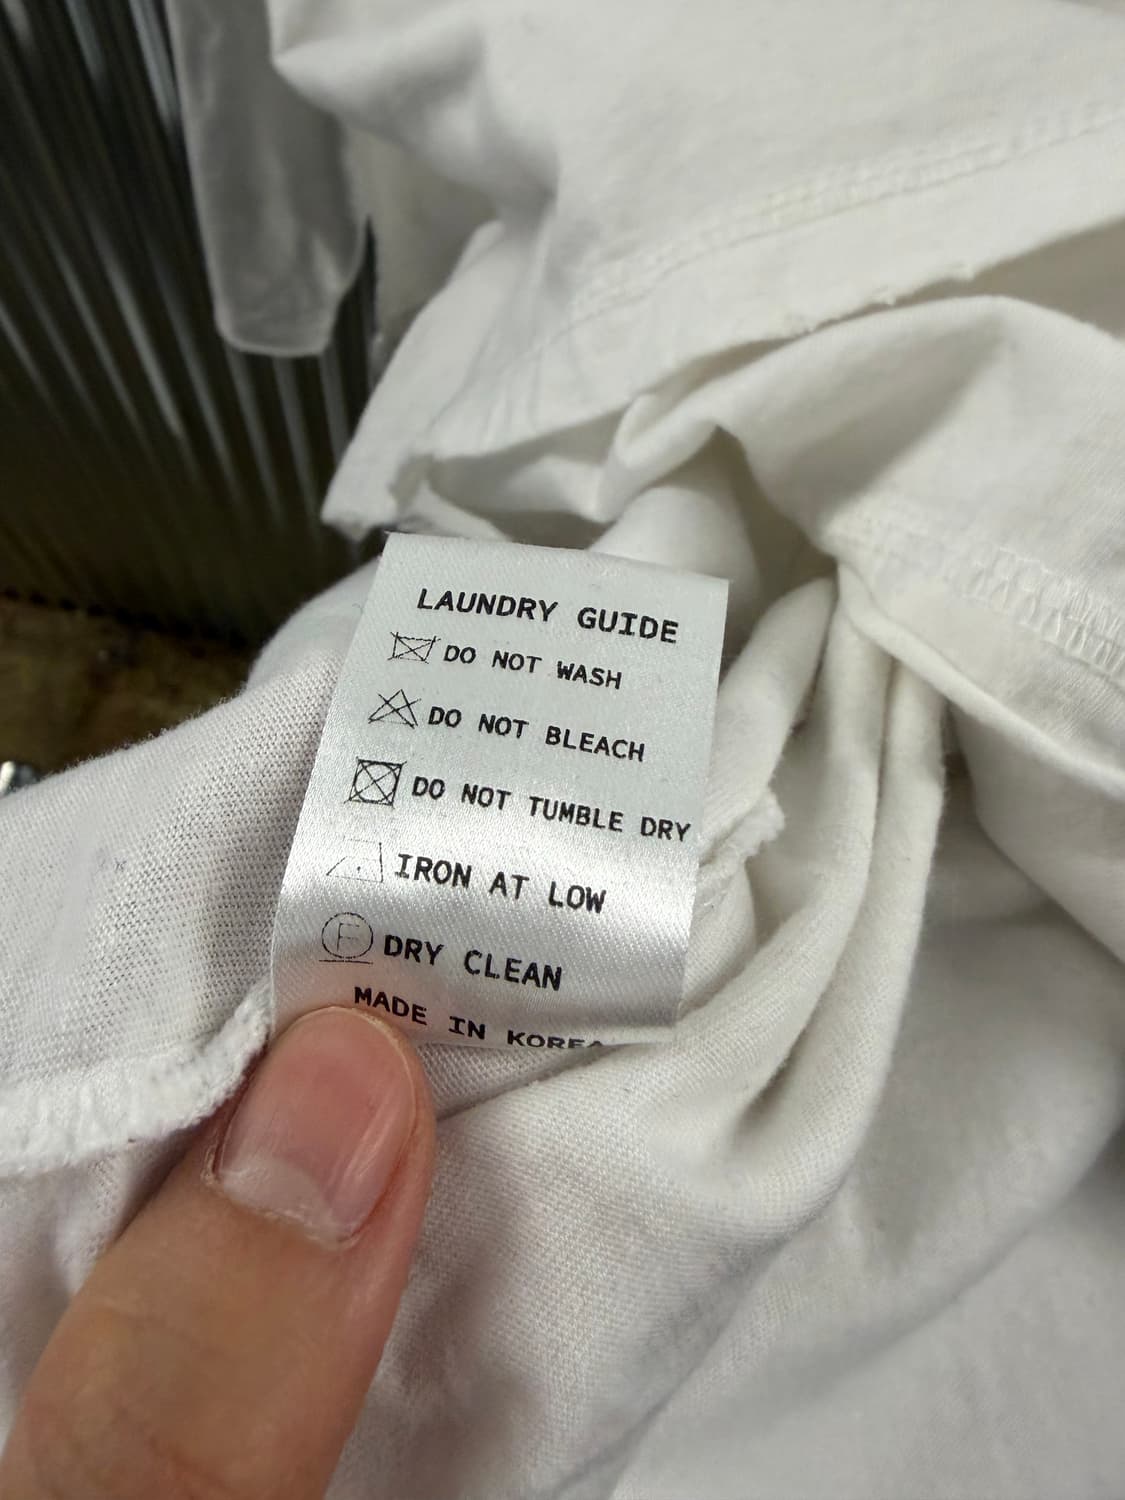 LAUNDRY GUIDE
DO NOT WASH
DO NOT BLEACH
DO NOT TUMBLE DRY
IRON AT LOW
F DRY CLEAN
MADE IN KOREA